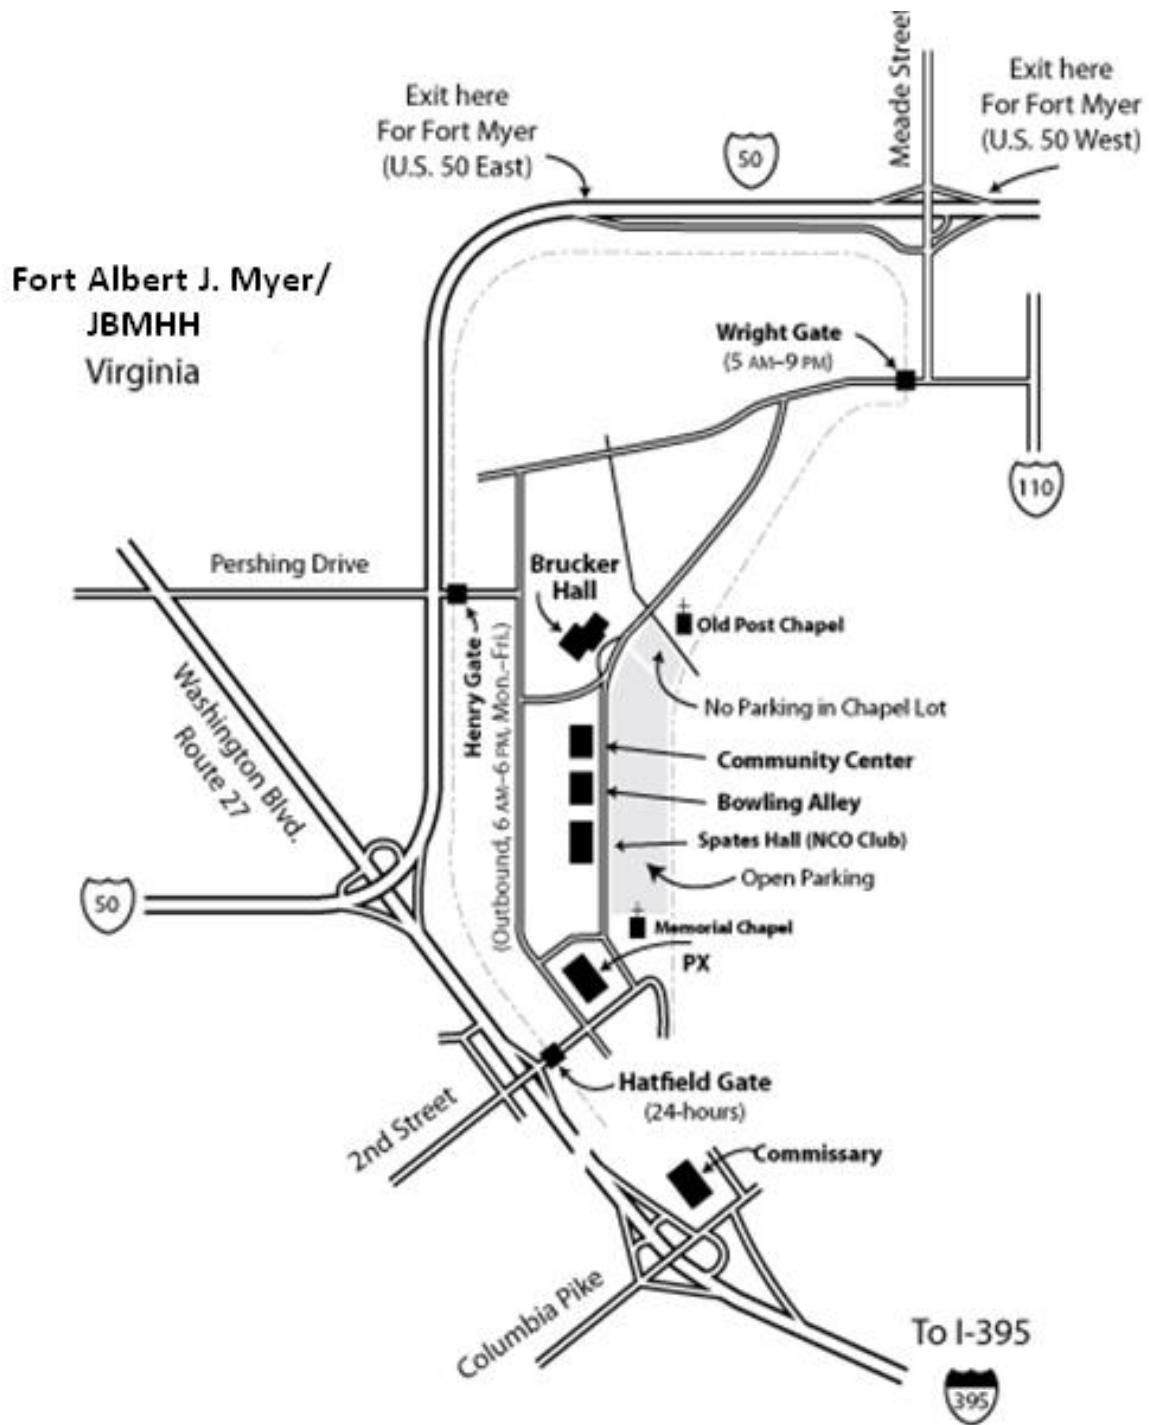 Meade Street
Exit here
For Fort Myer
(U.S. 50 East)
50
Exit here
For Fort Myer
(U.S. 50 West)
Fort Albert J. Myer/
JBMHH
Virginia
Wright Gate
(5 AM–9 PM)
110
Pershing Drive
Brucker
Hall
Old Post Chapel
Henry Gate
(Outbound, 6 AM–6 PM, Mon.–Fri.)
Washington Blvd.
Route 27
No Parking in Chapel Lot
Community Center
Bowling Alley
Spates Hall (NCO Club)
Open Parking
50
Memorial Chapel
PX
Hatfield Gate
(24-hours)
2nd Street
Commissary
Columbia Pike
To I-395
395